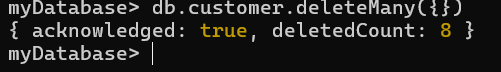 myDatabase> db.customer.deleteMany({})
{ acknowledged: true, deletedCount: 8 }
myDatabase>